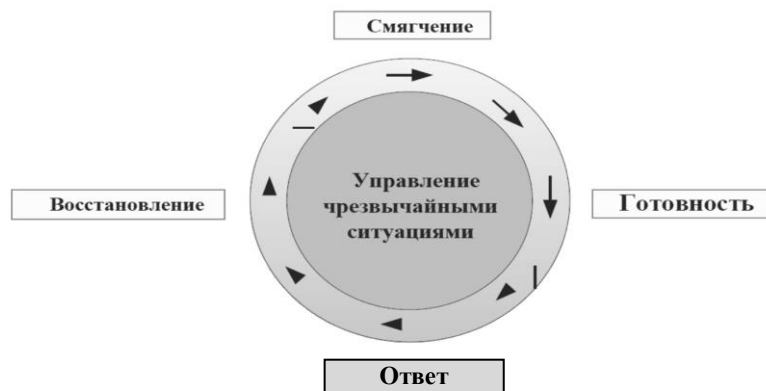 Смягчение
Восстановление
Управление
чрезвычайными
ситуациями
Готовность
Ответ